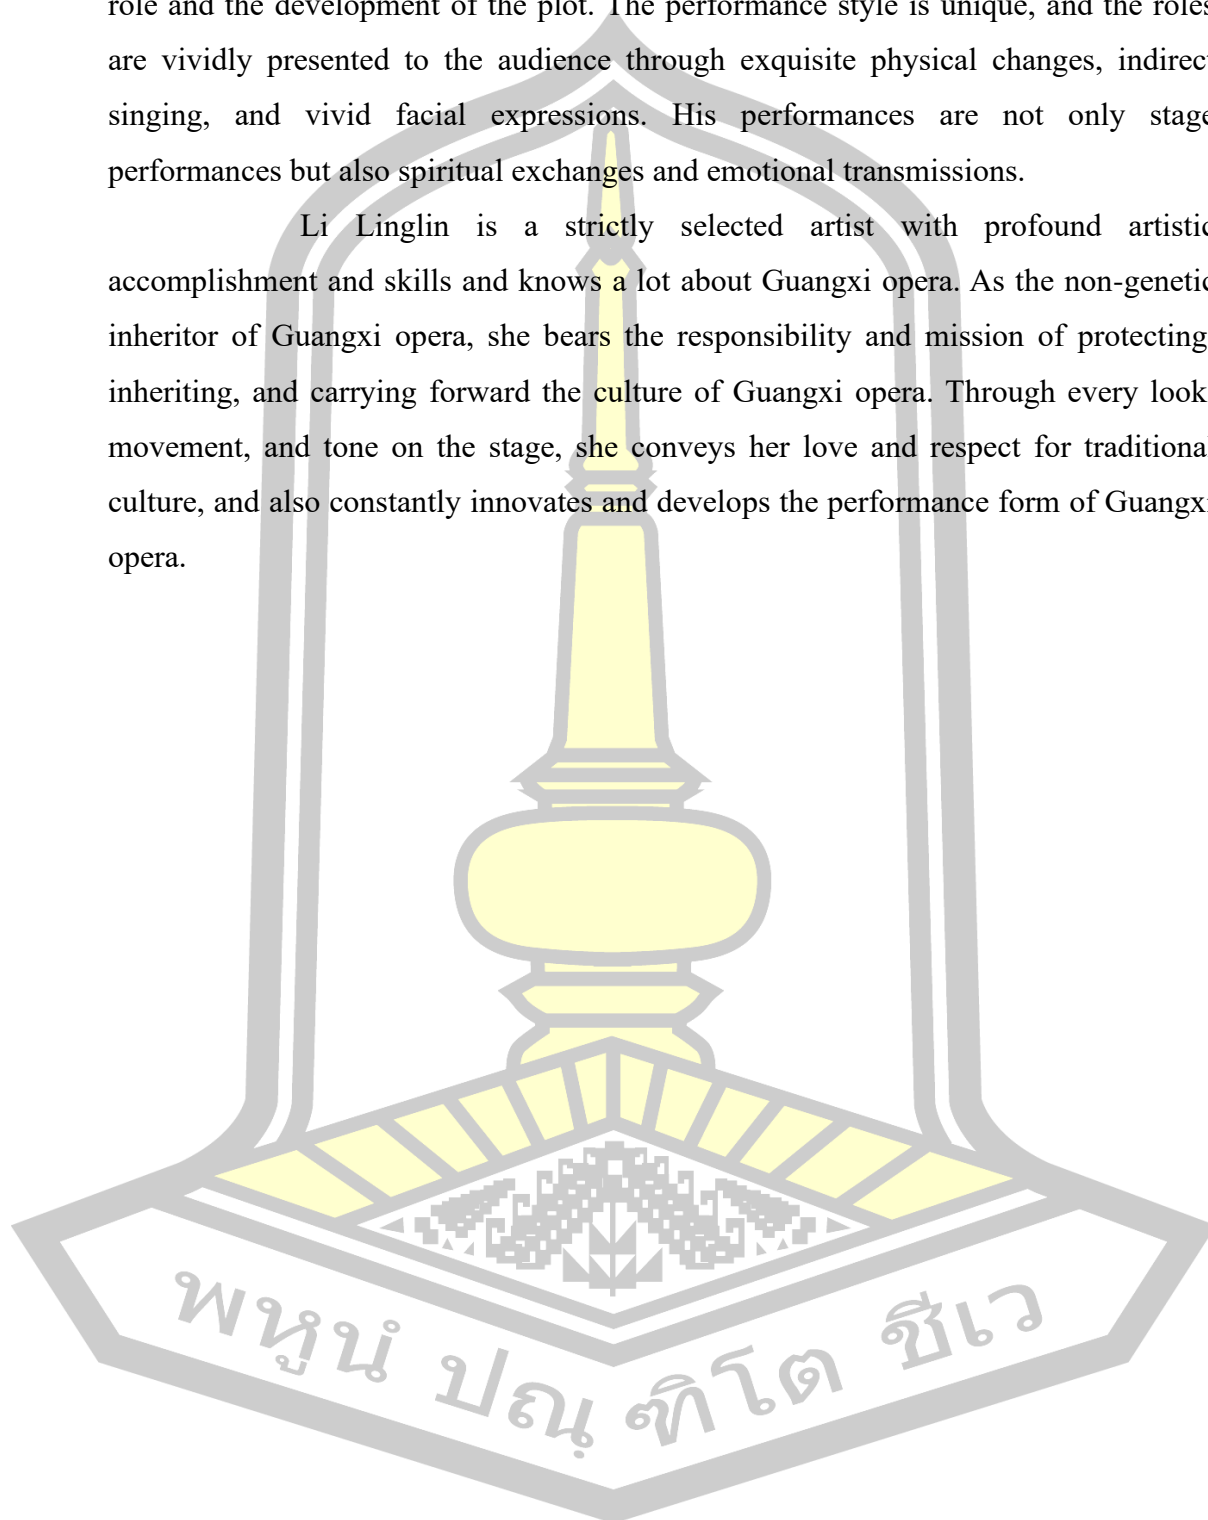 role and the development of the plot. The performance style is unique, and the roles
are vividly presented to the audience through exquisite physical changes, indirect
singing, and vivid facial expressions. His performances are not only stage
performances but also spiritual exchanges and emotional transmissions.
Li Linglin is a strictly selected artist with profound artistic
accomplishment and skills and knows a lot about Guangxi opera. As the non-genetic
inheritor of Guangxi opera, she bears the responsibility and mission of protecting,
inheriting, and carrying forward the culture of Guangxi opera. Through every look,
movement, and tone on the stage, she conveys her love and respect for traditional
culture, and also constantly innovates and develops the performance form of Guangxi
opera.
พหูนํ ปณฺฑิโต ชีเว